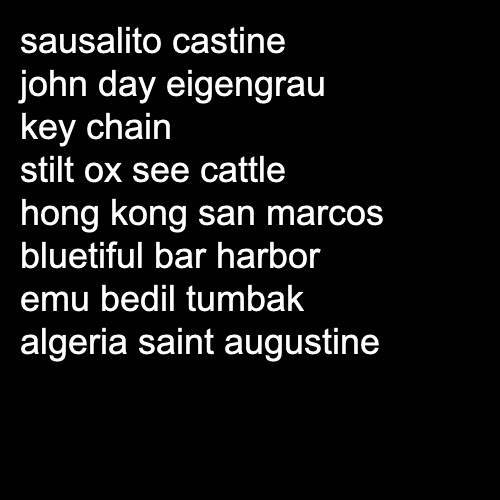 sausalito castine
john day eigengrau
key chain
stilt ox see cattle
hong kong san marcos
bluetiful bar harbor
emu bedil tumbak
algeria saint augustine